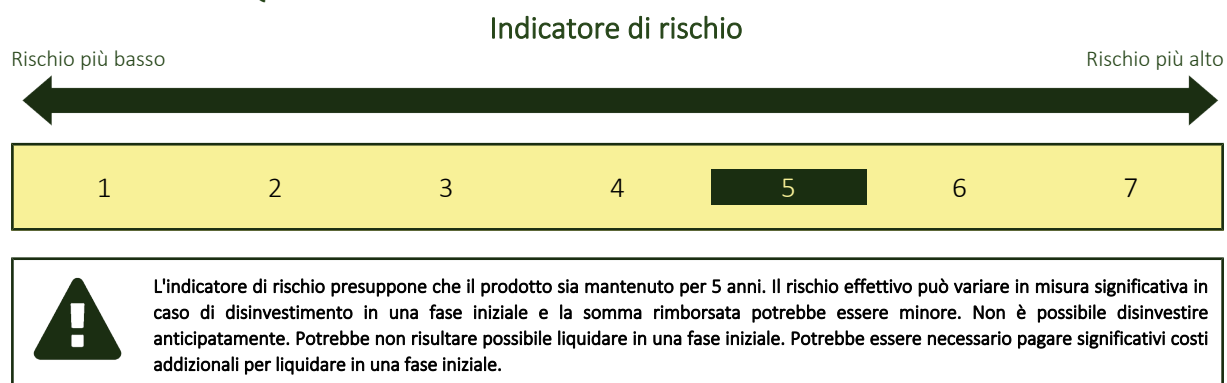 Indicatore di rischio
Rischio più basso
Rischio più alto
1 2 3 4 5 6 7
L'indicatore di rischio presuppone che il prodotto sia mantenuto per 5 anni. Il rischio effettivo può variare in misura significativa in
caso di disinvestimento in una fase iniziale e la somma rimborsata potrebbe essere minore. Non è possibile disinvestire
anticipatamente. Potrebbe non risultare possibile liquidare in una fase iniziale. Potrebbe essere necessario pagare significativi costi
addizionali per liquidare in una fase iniziale.